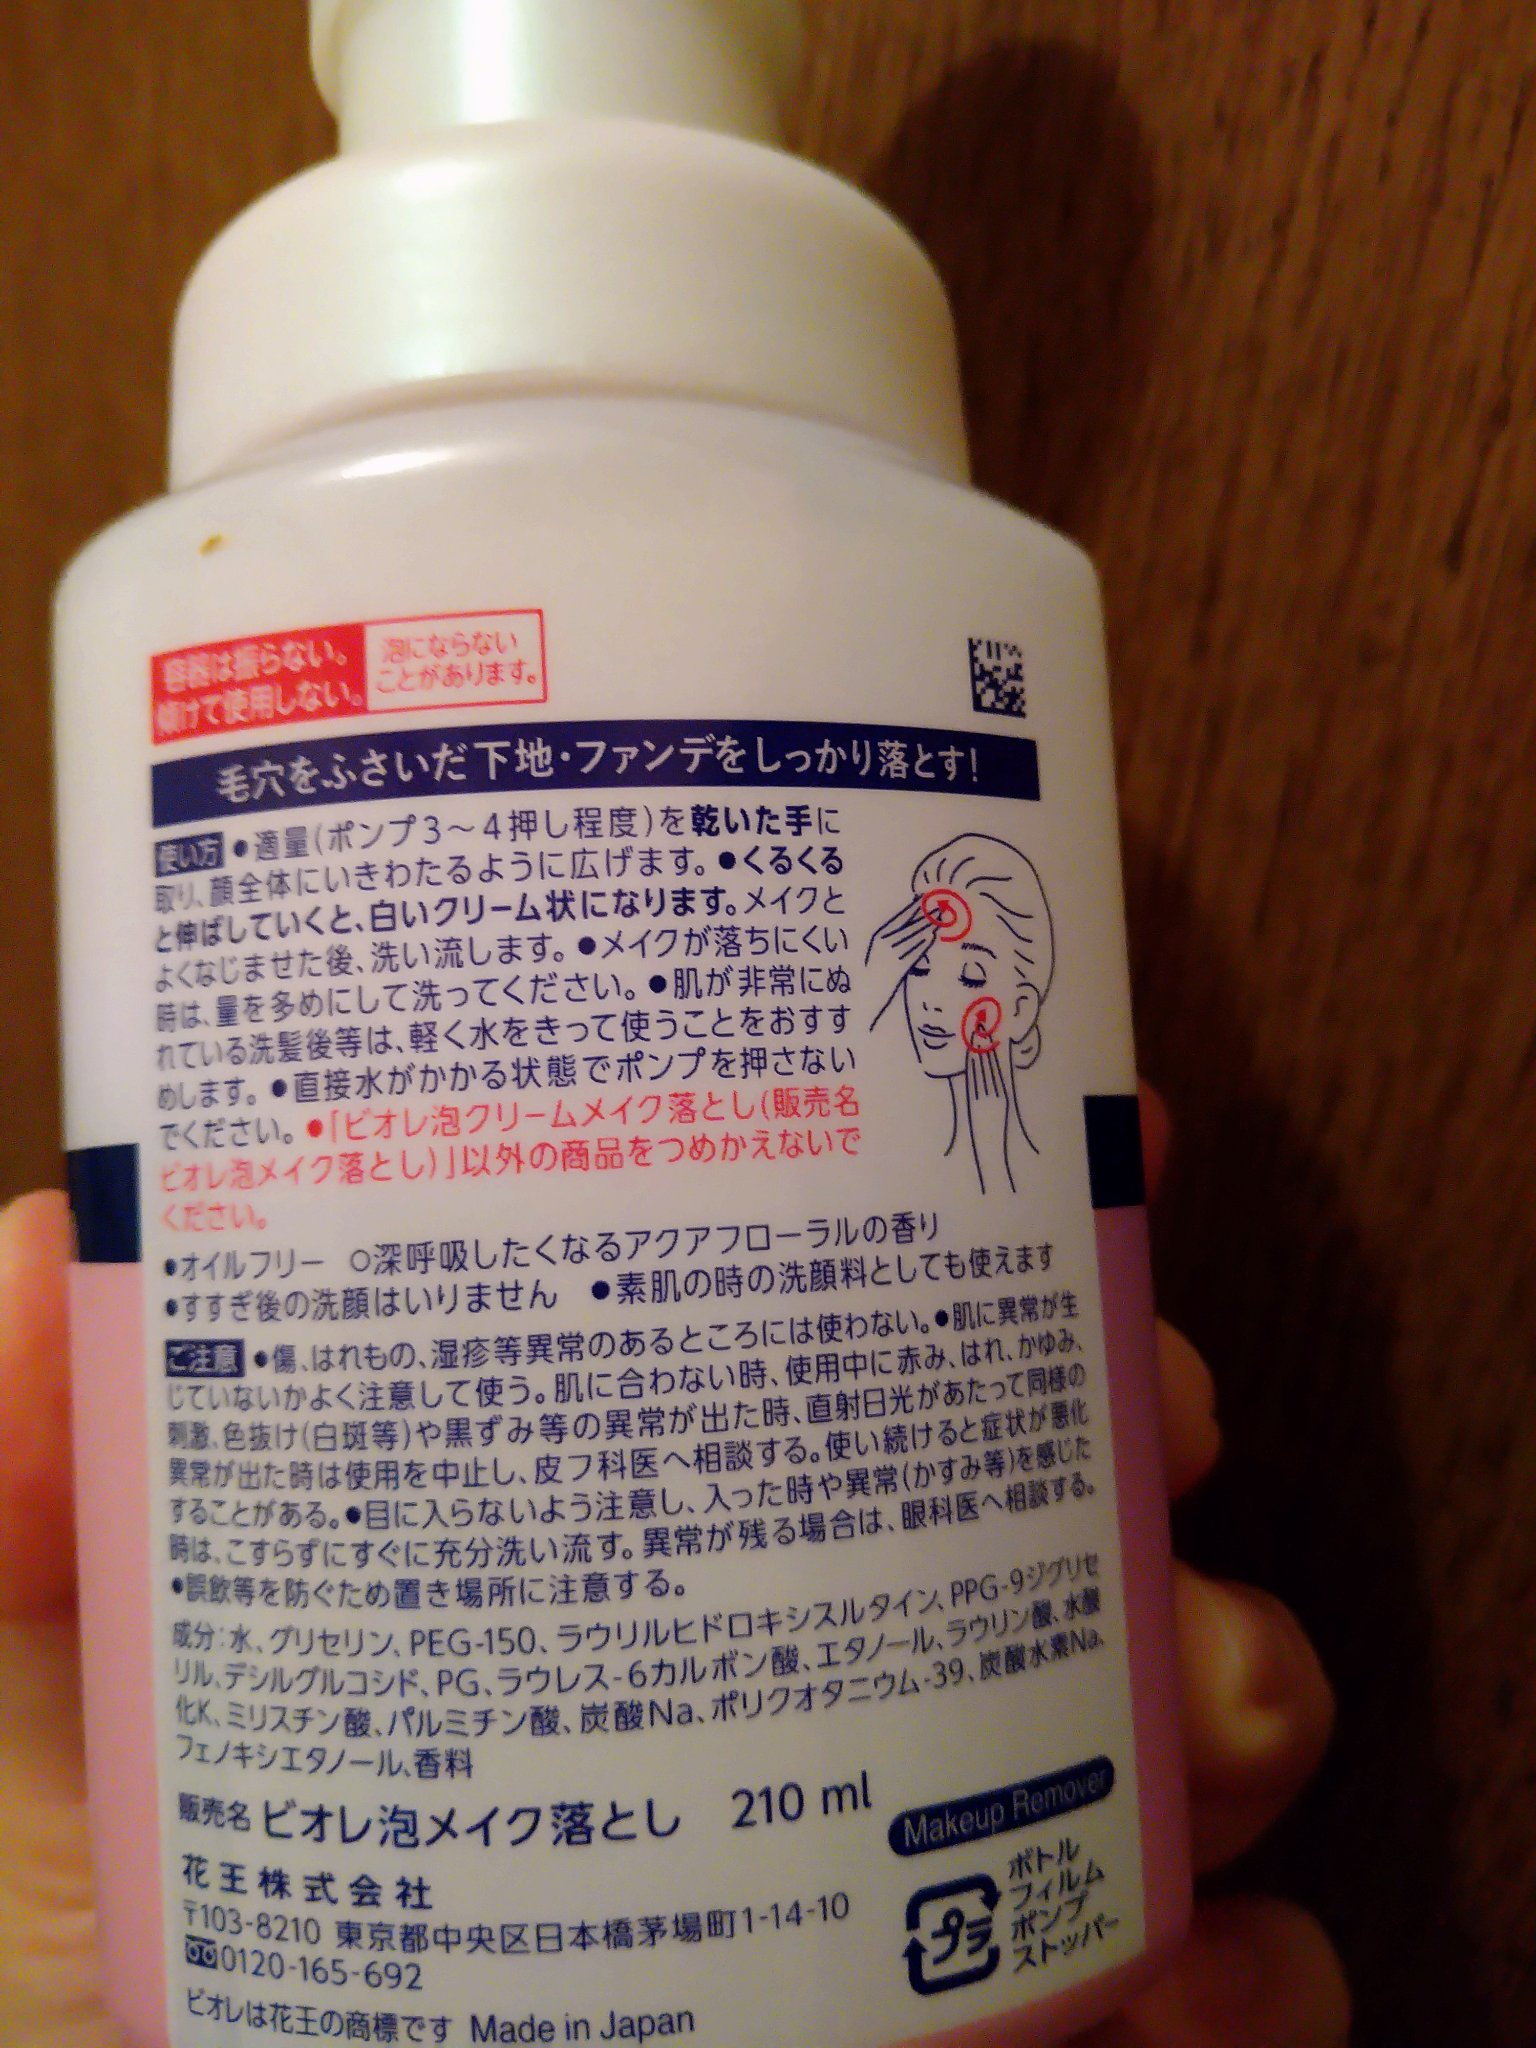 容器は振らない。
傾けて使用しない。
泡にならない
ことがあります。
毛穴をふさいだ下地・ファンデをしっかり落とす!
使い方 ●適量(ポンプ3~4押し程度)を乾いた手に
取り、顔全体にいきわたるように広げます。●くるくる
と伸ばしていくと、白いクリーム状になります。メイクと
よくなじませた後、洗い流します。●メイクが落ちにくい
時は、量を多めにして洗ってください。●肌が非常にぬ
れている洗髪後等は、軽く水をきって使うことをおすす
めします。●直接水がかかる状態でポンプを押さない
でください。●「ビオレ泡クリームメイク落とし(販売名
ビオレ泡メイク落とし)」以外の商品をつめかえないで
ください。
●オイルフリー ○深呼吸したくなるアクアフローラルの香り
●すすぎ後の洗顔はいりません ●素肌の時の洗顔料としても使えます
ご注意 ●傷、はれもの、湿疹等異常のあるところには使わない。●肌に異常が生
じていないかよく注意して使う。肌に合わない時、使用中に赤み、はれ、かゆみ、
刺激、色抜け(白斑等)や黒ずみ等の異常が出た時、直射日光があたって同様の
異常が出た時は使用を中止し、皮フ科医へ相談する。使い続けると症状が悪化
することがある。●目に入らないよう注意し、入った時や異常(かすみ等)を感じた
時は、こすらずにすぐに充分洗い流す。異常が残る場合は、眼科医へ相談する。
●誤飲等を防ぐため置き場所に注意する。
成分:水、グリセリン、PEG-150、ラウリルヒドロキシスルタイン、PPG-9ジグリセ
リル、デシルグルコシド、PG、ラウレス-6カルボン酸、エタノール、ラウリン酸、水酸
化K、ミリスチン酸、パルミチン酸、炭酸Na、ポリクオタニウム-39、炭酸水素Na、
フェノキシエタノール、香料
販売名 ビオレ泡メイク落とし 210 ml
Makeup Remover
花王株式会社
〒103-8210 東京都中央区日本橋茅場町1-14-10
0120-165-692
ビオレは花王の商標です Made in Japan
プラ
ボトル
フィルム
ポンプ
ストッパー